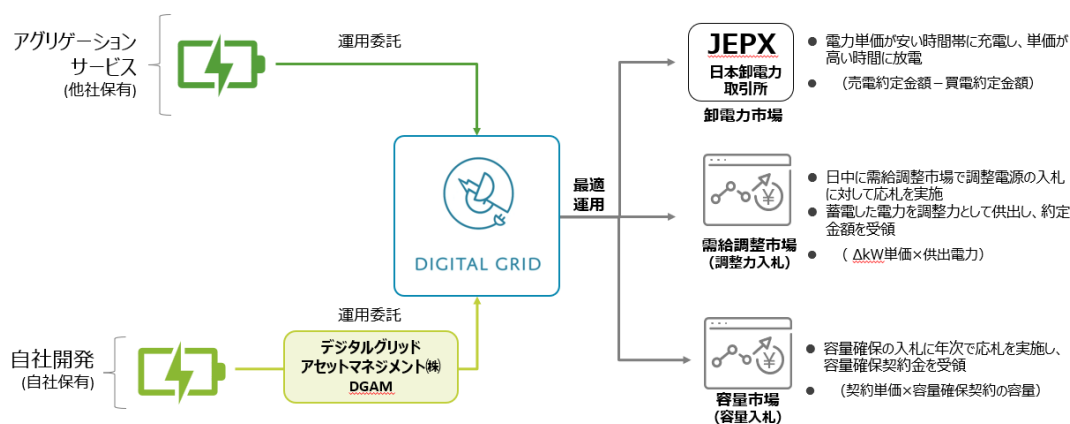 アグリゲーション
サービス
(他社保有)
運用委託
DIGITAL GRID
最適
運用
自社開発
(自社保有)
運用委託
デジタルグリッド
アセットマネジメント㈱
DGAM
JEPX
日本卸電力
取引所
卸電力市場
● 電力単価が安い時間帯に充電し、単価が
高い時間に放電
● (売電約定金額－買電約定金額)
¥
需給調整市場
(調整力入札)
● 日中に需給調整市場で調整電源の入札
に対して応札を実施
● 蓄電した電力を調整力として供出し、約定
金額を受領
● ( ΔkW単価×供出電力)
¥
容量市場
(容量入札)
● 容量確保の入札に年次で応札を実施し、
容量確保契約金を受領
● (契約単価×容量確保契約の容量)